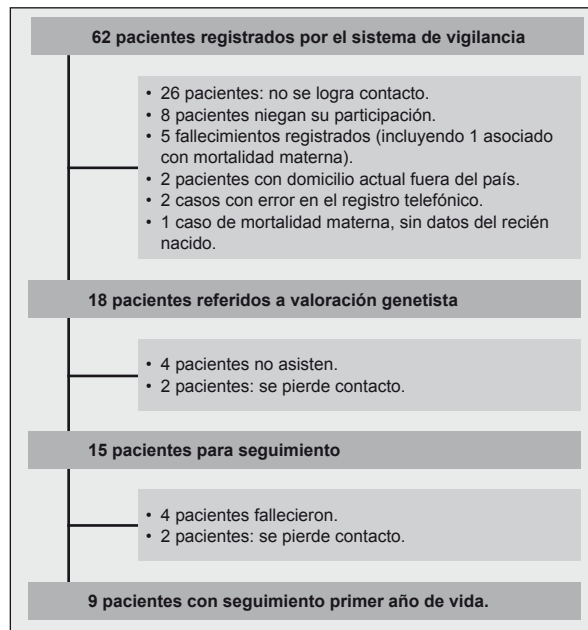 62 pacientes registrados por el sistema de vigilancia
• 26 pacientes: no se logra contacto.
• 8 pacientes niegan su participación.
• 5 fallecimientos registrados (incluyendo 1 asociado
con mortalidad materna).
• 2 pacientes con domicilio actual fuera del país.
• 2 casos con error en el registro telefónico.
• 1 caso de mortalidad materna, sin datos del recién
nacido.
18 pacientes referidos a valoración genetista
• 4 pacientes no asisten.
• 2 pacientes: se pierde contacto.
15 pacientes para seguimiento
• 4 pacientes fallecieron.
• 2 pacientes: se pierde contacto.
9 pacientes con seguimiento primer año de vida.